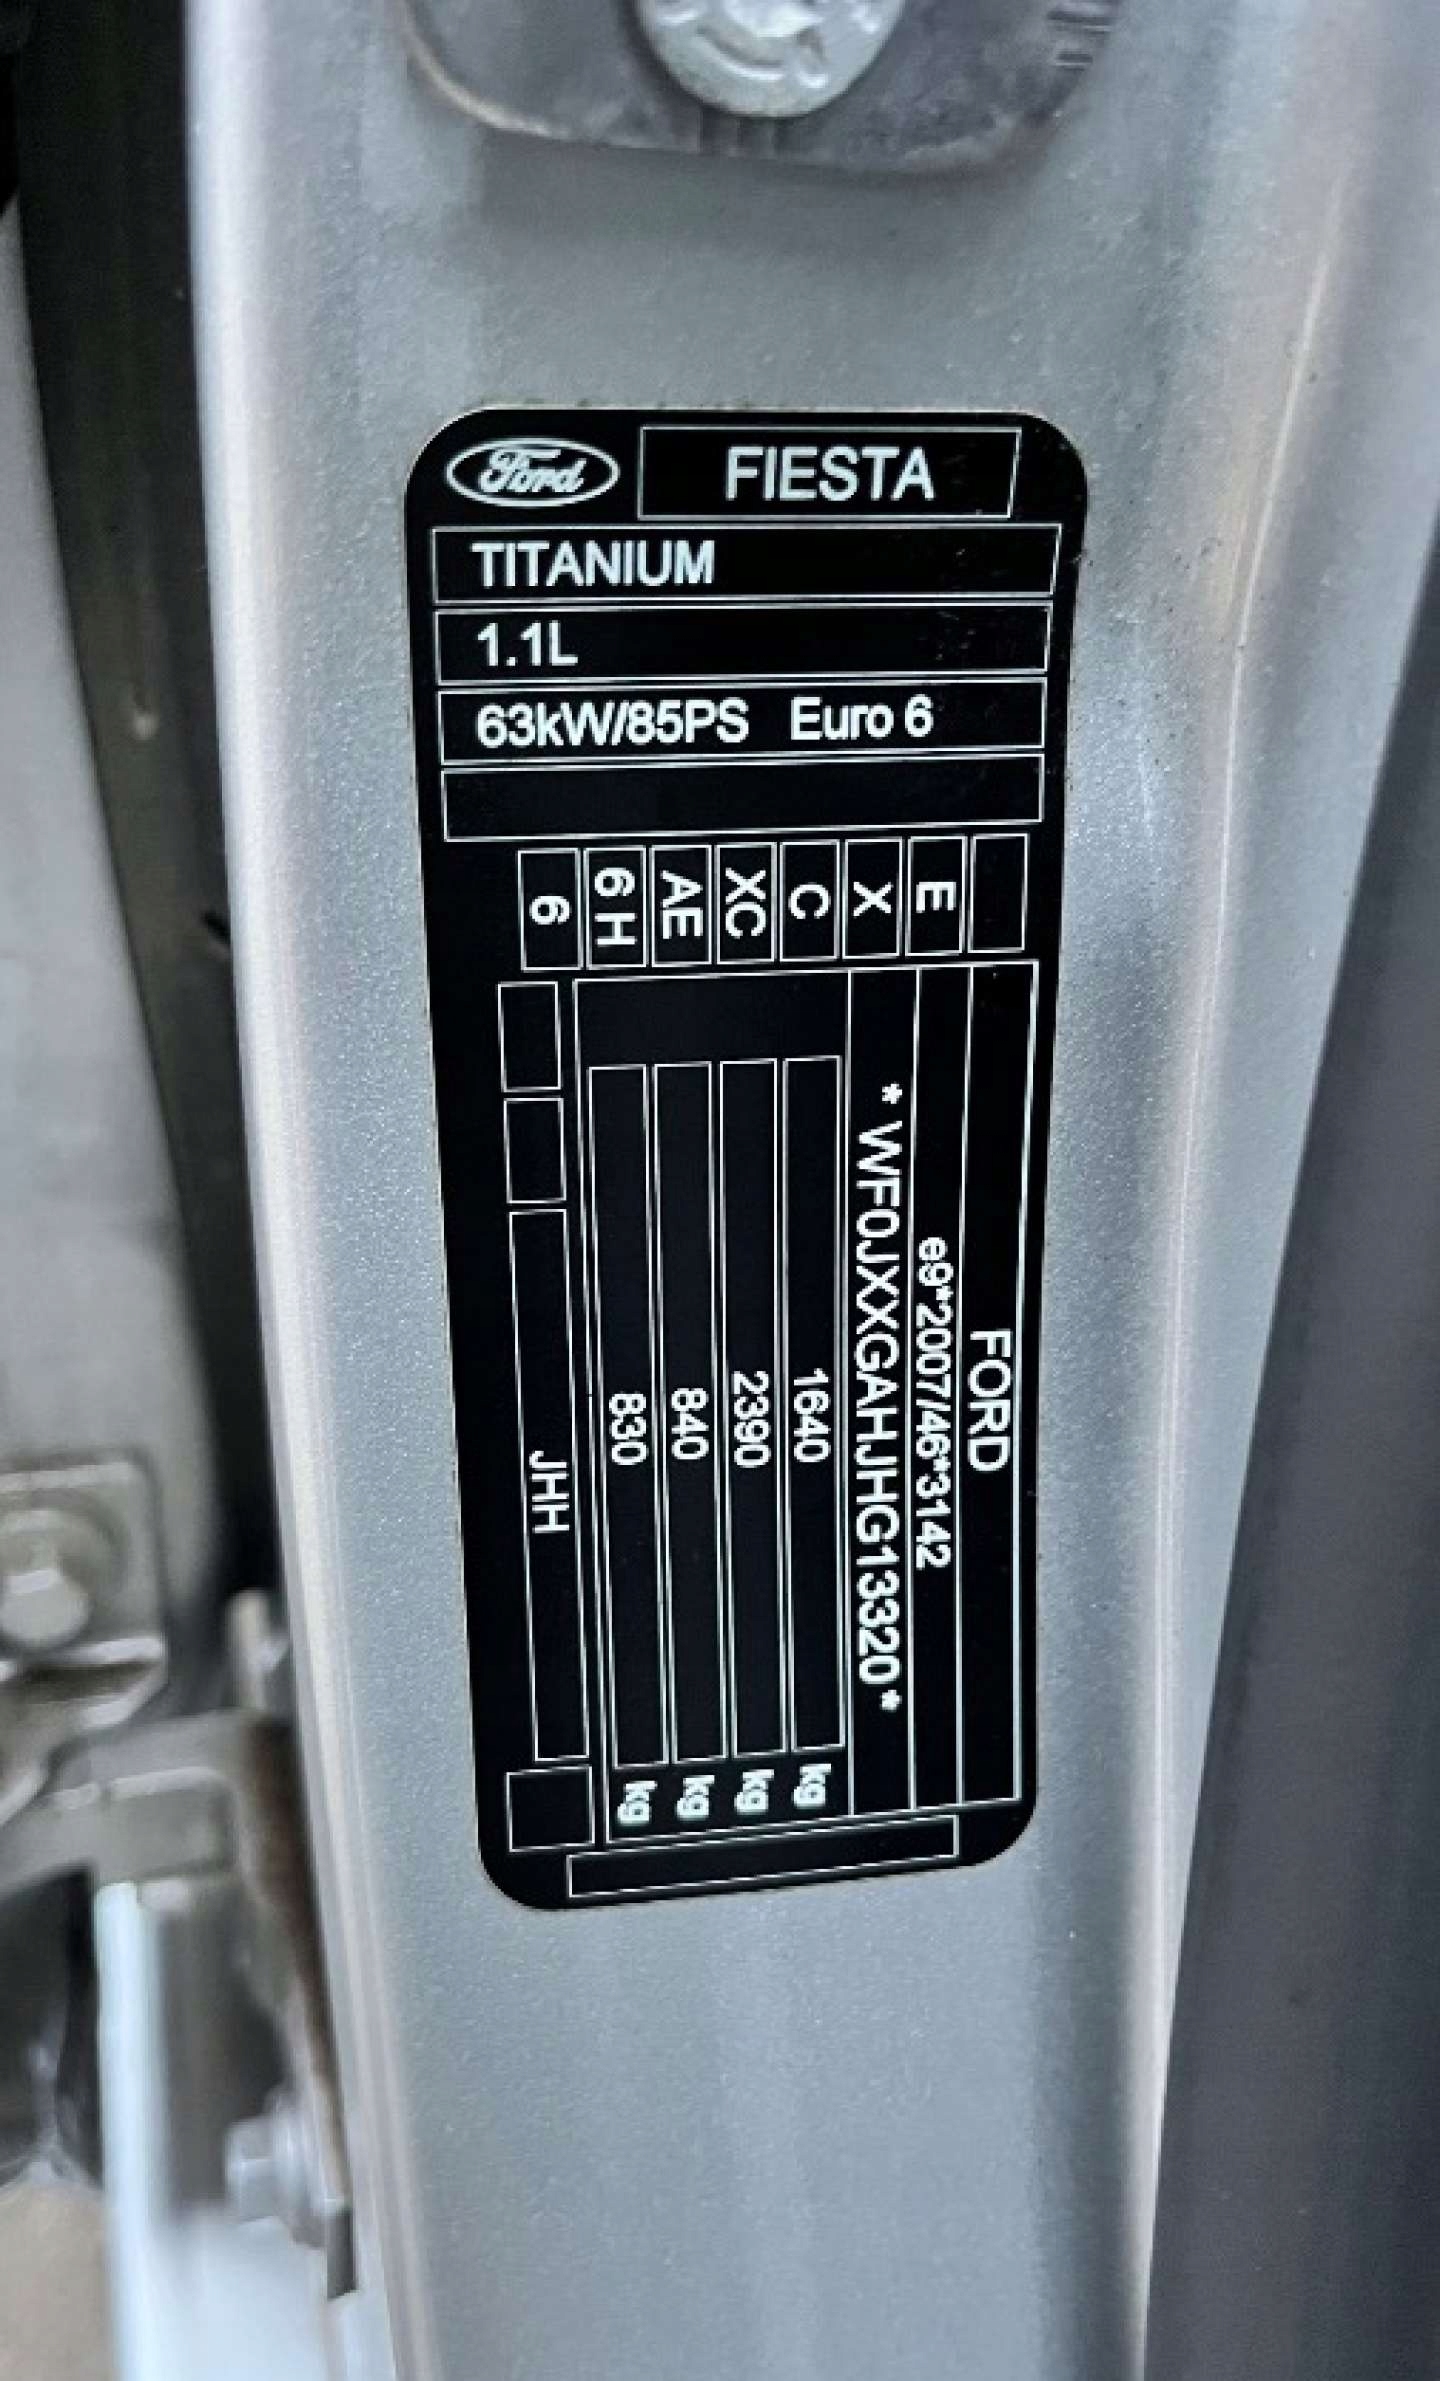 Ford FIESTA
TITANIUM
1.1L
63kW/85PS Euro 6
E
X
C
XC
AE
6 H
6
FORD
e9*2007/46*3142
* WF0JXXGAHJHG13320*
1640 kg
2390 kg
840 kg
830 kg
JHH